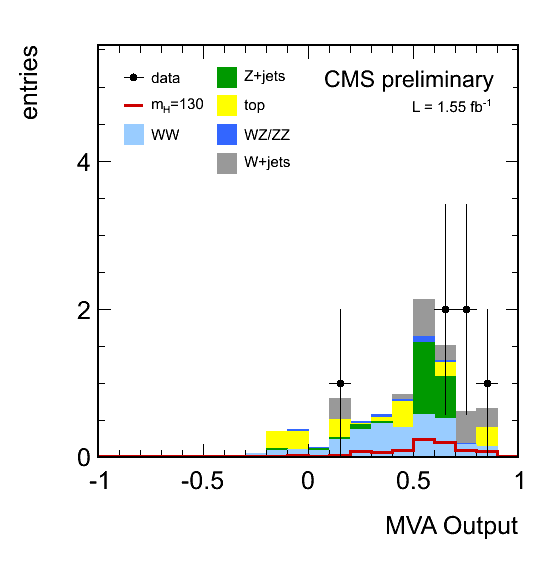 entries
CMS preliminary
L = 1.55 fb⁻¹
data
m_H=130
WW
Z+jets
top
WZ/ZZ
W+jets
4
2
0
-1 -0.5 0 0.5 1
MVA Output